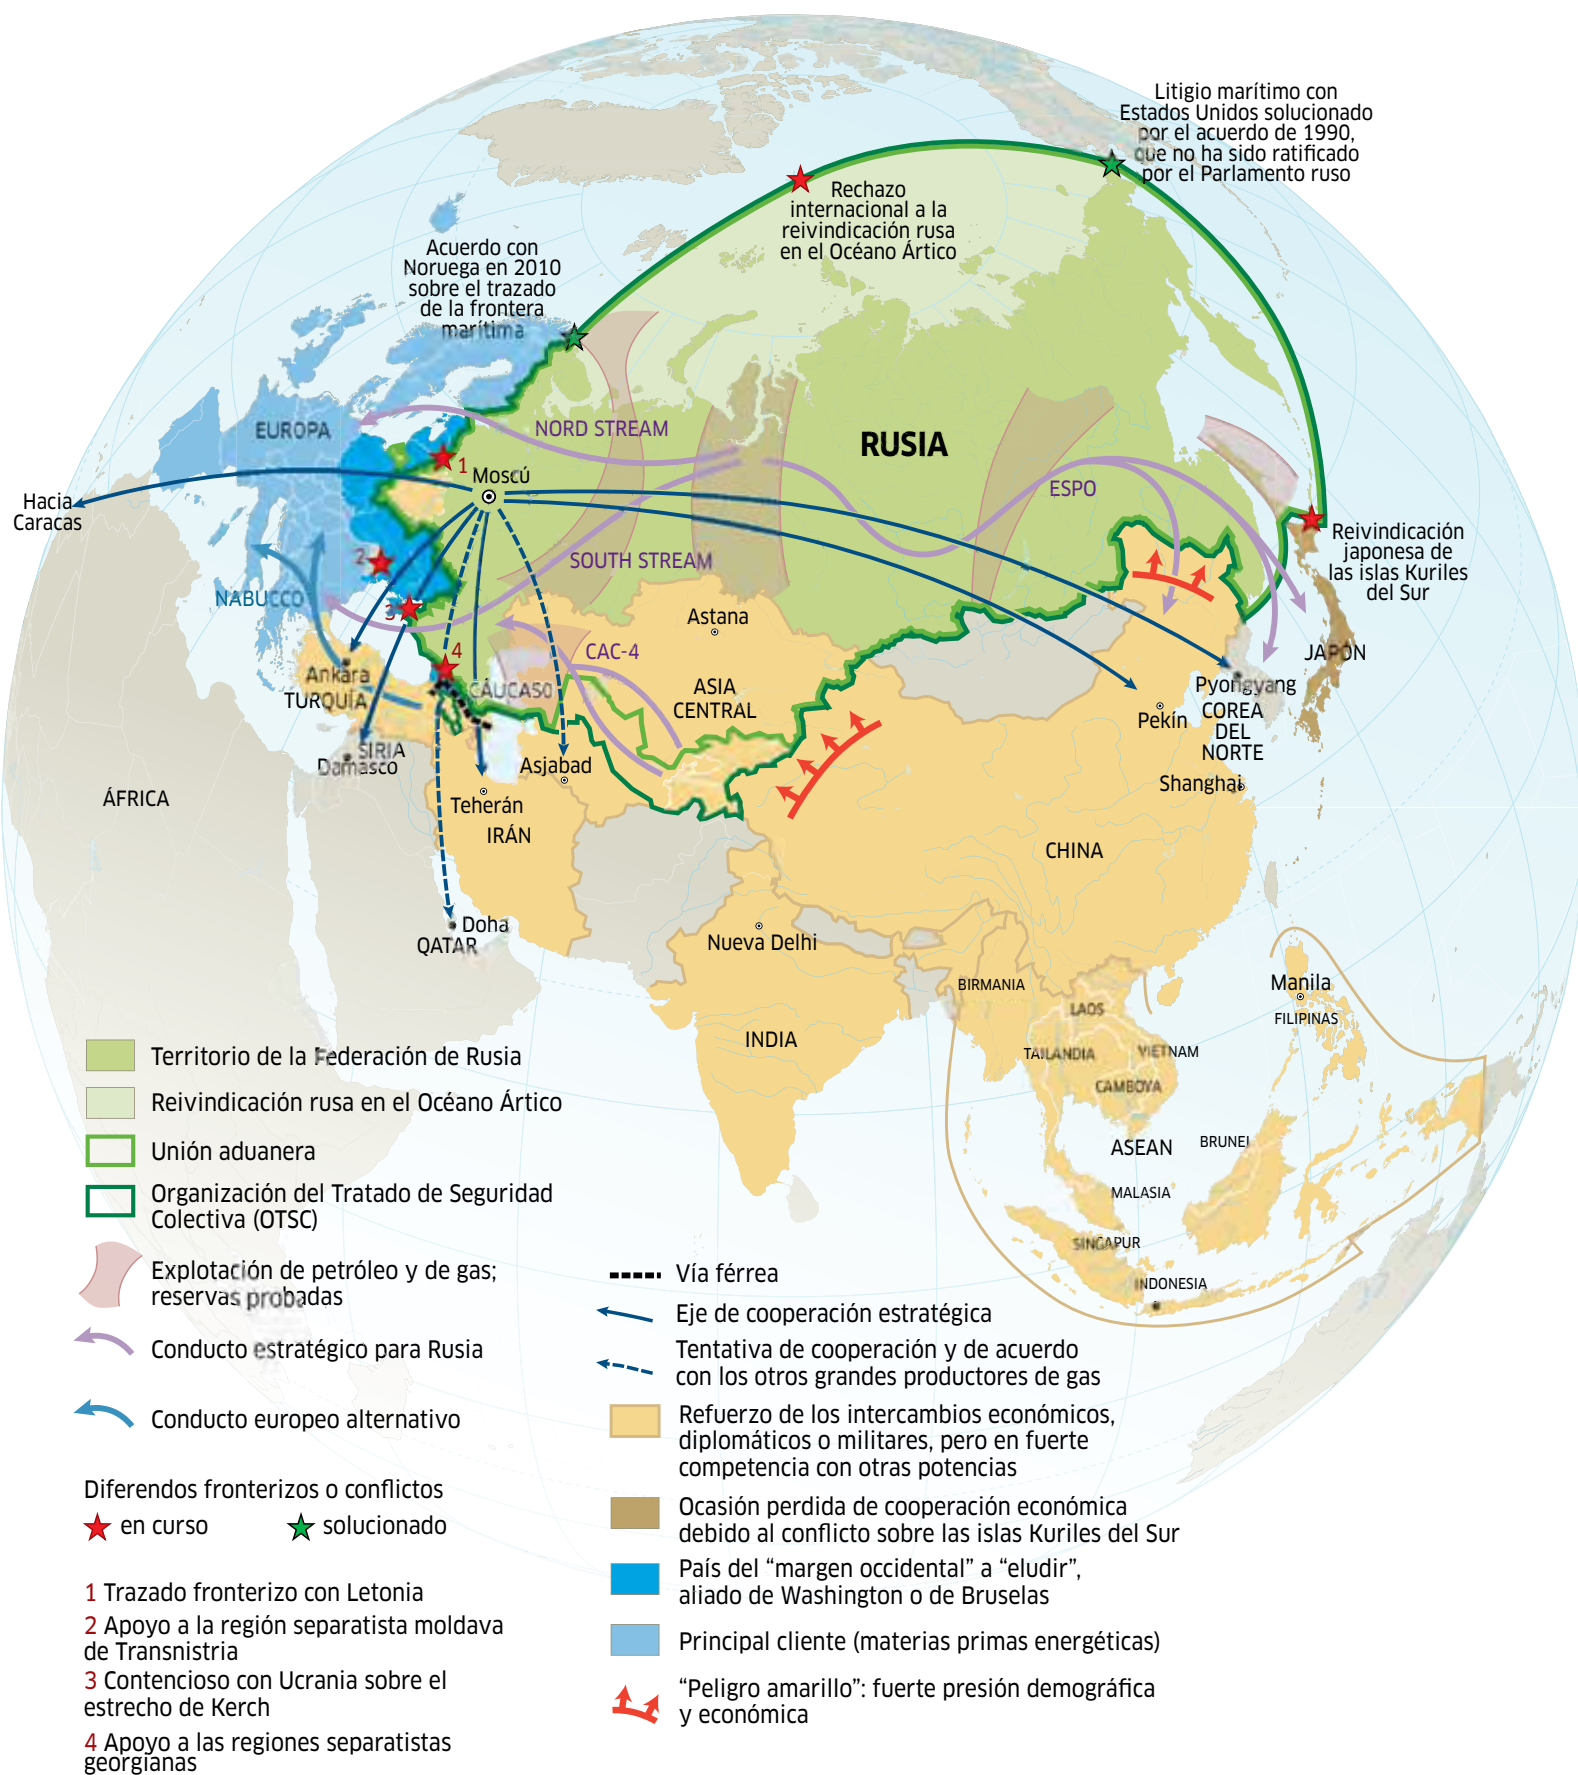 Litigio marítimo con
Estados Unidos solucionado
por el acuerdo de 1990,
que no ha sido ratificado
por el Parlamento ruso
Rechazo
internacional a la
reivindicación rusa
en el Océano Ártico
Acuerdo con
Noruega en 2010
sobre el trazado
de la frontera
marítima
EUROPA
NORD STREAM
RUSIA
1
Moscú
ESPO
Hacia
Caracas
Reivindicación
japonesa de
las islas Kuriles
del Sur
2
SOUTH STREAM
NABUCCO
3
Astana
4
CAC-4
JAPÓN
Ankara
TURQUÍA
CÁUCASO
ASIA
CENTRAL
Pyongyang
COREA
DEL
NORTE
Pekín
SIRIA
Damasco
Asjabad
Shanghai
ÁFRICA
Teherán
IRÁN
CHINA
Doha
QATAR
Nueva Delhi
BIRMANIA
Manila
FILIPINAS
LAOS
INDIA
TAILANDIA
VIETNAM
CAMBOYA
ASEAN
BRUNEI
MALASIA
SINGAPUR
INDONESIA
Territorio de la Federación de Rusia
Reivindicación rusa en el Océano Ártico
Unión aduanera
Organización del Tratado de Seguridad
Colectiva (OTSC)
Explotación de petróleo y de gas;
reservas probadas
Conducto estratégico para Rusia
Conducto europeo alternativo
Diferendos fronterizos o conflictos
en curso
solucionado
1 Trazado fronterizo con Letonia
2 Apoyo a la región separatista moldava
de Transnistria
3 Contencioso con Ucrania sobre el
estrecho de Kerch
4 Apoyo a las regiones separatistas
georgianas
Vía férrea
Eje de cooperación estratégica
Tentativa de cooperación y de acuerdo
con los otros grandes productores de gas
Refuerzo de los intercambios económicos,
diplomáticos o militares, pero en fuerte
competencia con otras potencias
Ocasión perdida de cooperación económica
debido al conflicto sobre las islas Kuriles del Sur
País del “margen occidental” a “eludir”,
aliado de Washington o de Bruselas
Principal cliente (materias primas energéticas)
“Peligro amarillo”: fuerte presión demográfica
y económica